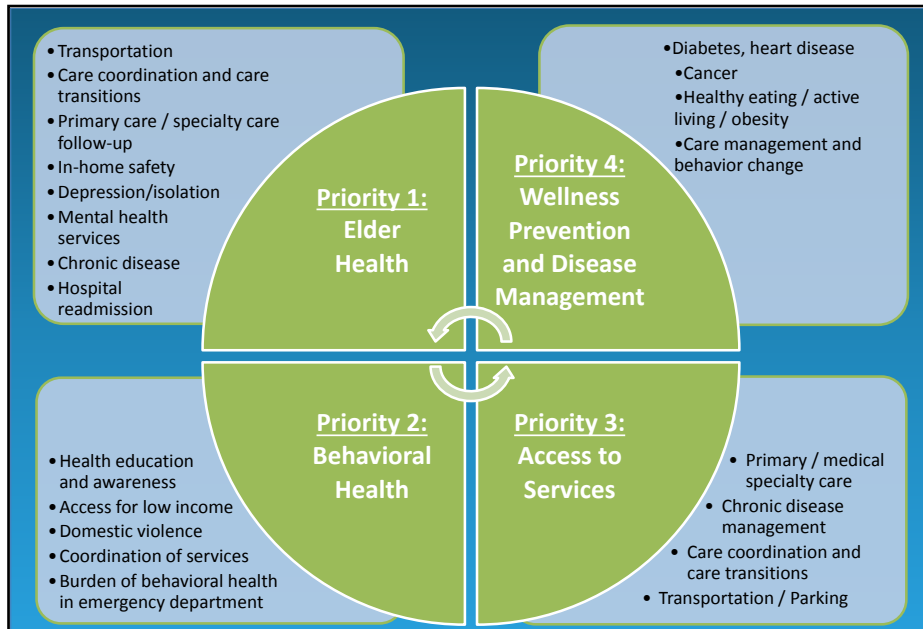 •Transportation
•Care coordination and care
transitions
•Primary care / specialty care
follow-up
•In-home safety
•Depression/isolation
•Mental health
services
•Chronic disease
•Hospital
readmission
Priority 1:
Elder
Health
•Diabetes, heart disease
•Cancer
•Healthy eating / active
living / obesity
•Care management and
behavior change
Priority 4:
Wellness
Prevention
and Disease
Management
•Health education
and awareness
•Access for low income
•Domestic violence
•Coordination of services
•Burden of behavioral health
in emergency department
Priority 2:
Behavioral
Health
Priority 3:
Access to
Services
• Primary / medical
specialty care
• Chronic disease
management
• Care coordination and
care transitions
• Transportation / Parking